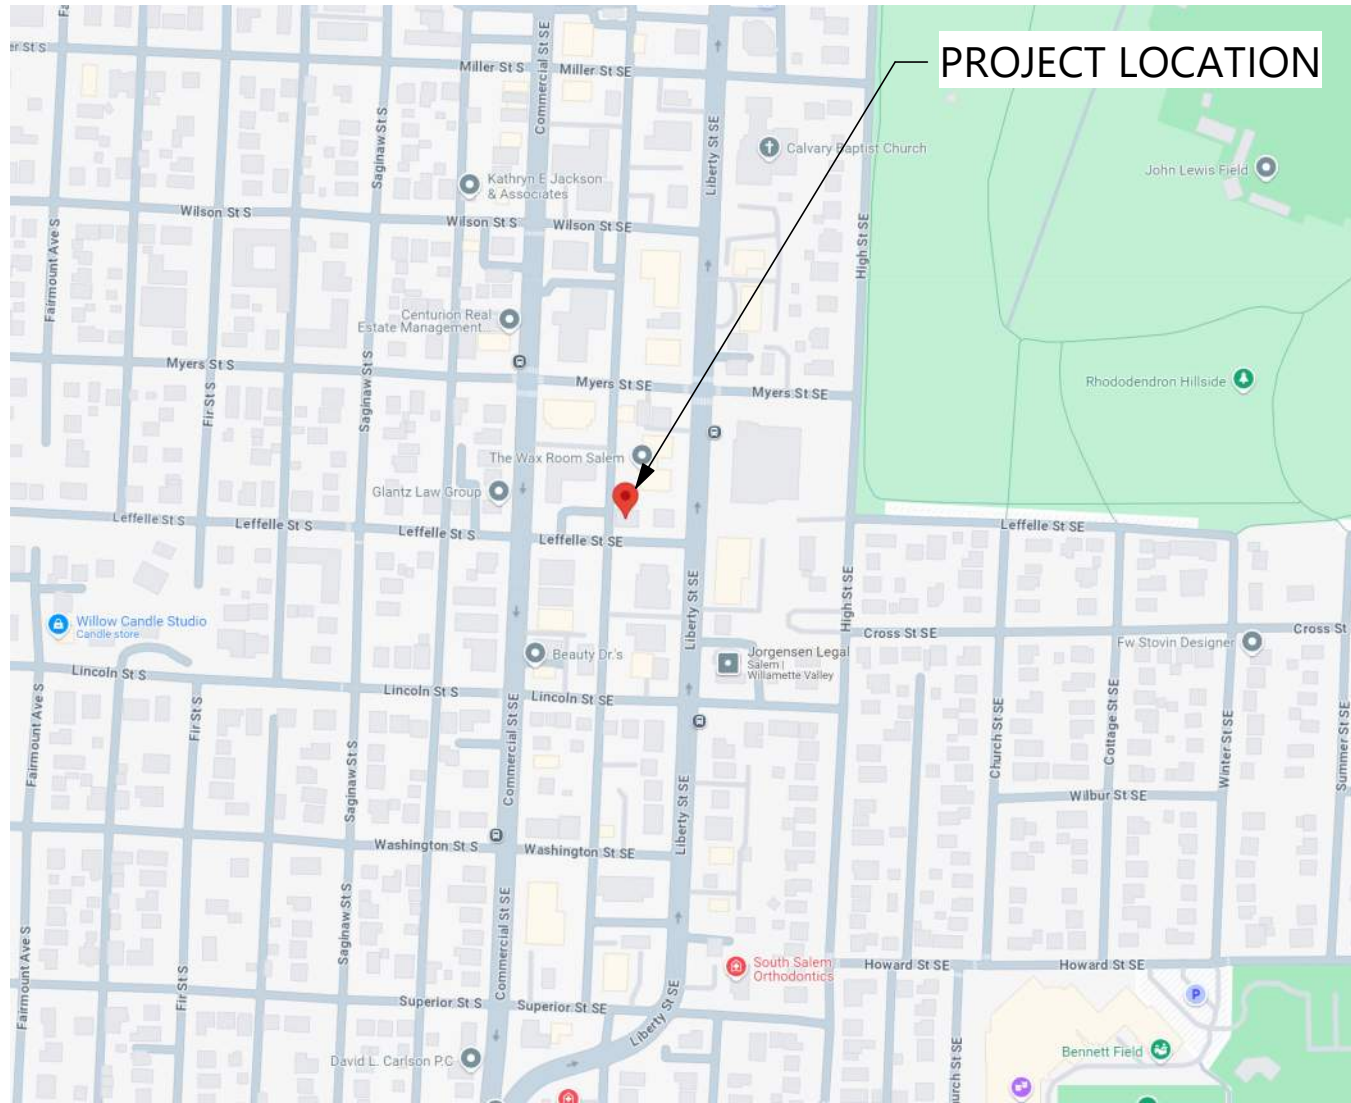 PROJECT LOCATION
er St S
Miller St S
Miller St SE
Commercial St SE
Saginaw St S
Liberty St SE
Calvary Baptist Church
John Lewis Field
Kathryn E Jackson
& Associates
Wilson St S
Wilson St S
Wilson St SE
Fairmount Ave S
High St SE
Centurion Real
Estate Management
Myers St S
Myers St SE
Myers St SE
Rhododendron Hillside
Fir St S
Saginaw St S
The Wax Room Salem
Glantz Law Group
Leffelle St S
Leffelle St S
Leffelle St S
Leffelle St SE
Leffelle St SE
Willow Candle Studio
Candle store
Liberty St SE
High St SE
Cross St SE
Cross St
Fw Stovin Designer
Beauty Dr.'s
Jorgensen Legal
Salem |
Willamette Valley
Lincoln St S
Lincoln St S
Lincoln St SE
Fairmount Ave S
Fir St S
Saginaw St S
Commercial St SE
Liberty St SE
Church St SE
Cottage St SE
Winter St SE
Summer St SE
Wilbur St SE
Washington St S
Washington St SE
Fairmount Ave S
Fir St S
Saginaw St S
Commercial St SE
South Salem
Orthodontics
Howard St SE
Howard St SE
P
Superior St S
Superior St SE
Liberty St SE
David L. Carlson P.C
Bennett Field
urch St SE